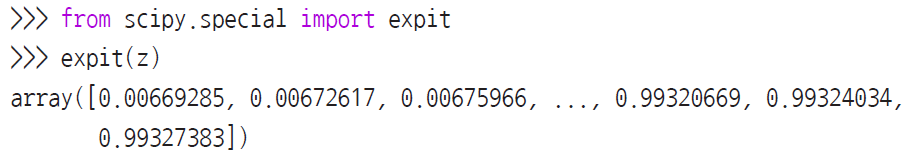 >>> from scipy.special import expit
>>> expit(z)
array([0.00669285, 0.00672617, 0.00675966, ..., 0.99320669, 0.99324034,
0.99327383])